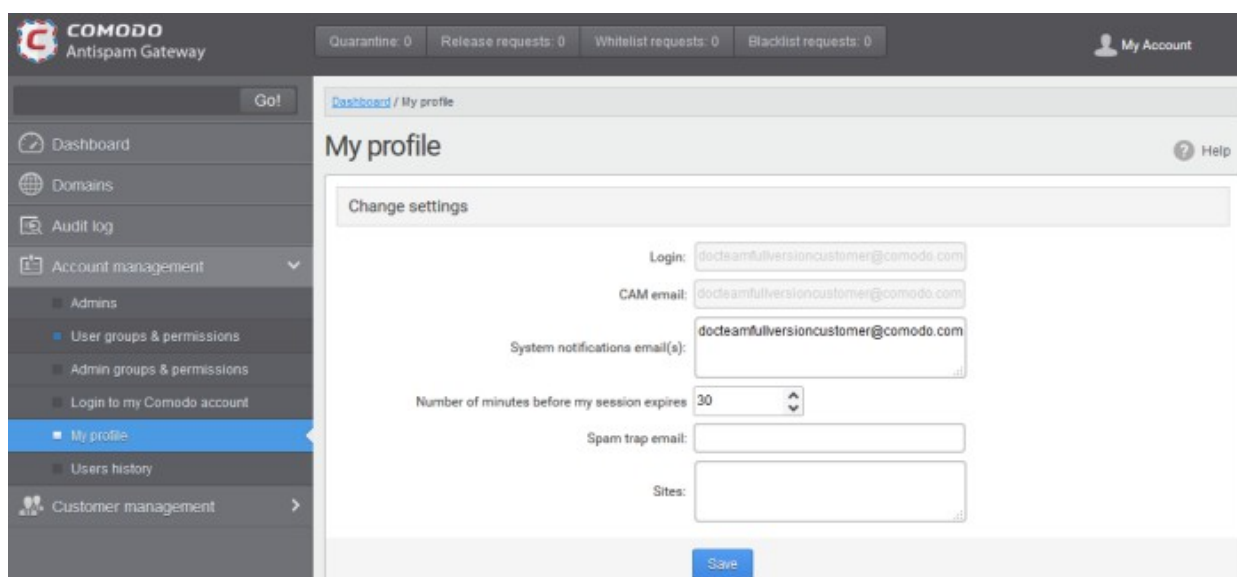 COMODO
Antispam Gateway
Quarantine: 0 Release requests: 0 Whitelist requests: 0 Blacklist requests: 0
My Account
Go!
Dashboard
Domains
Audit log
Account management
Admins
User groups & permissions
Admin groups & permissions
Login to my Comodo account
My profile
Users history
Customer management
Dashboard / My profile
My profile
Help
Change settings
Login: docteamfullversioncustomer@comodo.com
CAM email: docteamfullversioncustomer@comodo.com
System notifications email(s): docteamfullversioncustomer@comodo.com
Number of minutes before my session expires 30
Spam trap email:
Sites:
Save